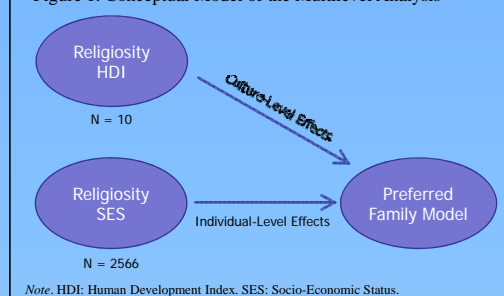 Figure 1. Conceptual Model of the Multilevel Analysis
Religiosity
HDI
N = 10
Culture-Level Effects
Religiosity
SES
Individual-Level Effects
N = 2566
Preferred
Family Model
Note. HDI: Human Development Index. SES: Socio-Economic Status.